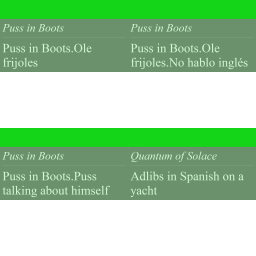 Puss in Boots
Puss in Boots
Puss in Boots.Ole
frijoles
Puss in Boots.Ole
frijoles.No hablo inglés
Puss in Boots
Quantum of Solace
Puss in Boots.Puss
talking about himself
Adlibs in Spanish on a
yacht